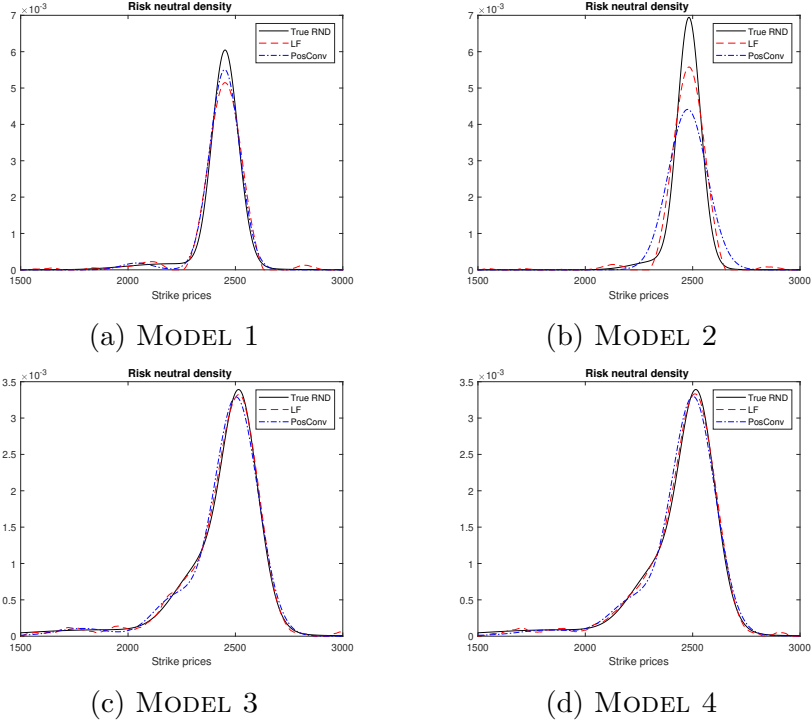 Risk neutral density
×10⁻³
7
6
5
4
3
2
1
0
1500 2000 2500 3000
Strike prices
True RND
LF
PosConv
(a) MODEL 1
Risk neutral density
×10⁻³
7
6
5
4
3
2
1
0
1500 2000 2500 3000
Strike prices
True RND
LF
PosConv
(b) MODEL 2
Risk neutral density
×10⁻³
3.5
3
2.5
2
1.5
1
0.5
0
1500 2000 2500 3000
Strike prices
True RND
LF
PosConv
(c) MODEL 3
Risk neutral density
×10⁻³
3.5
3
2.5
2
1.5
1
0.5
0
1500 2000 2500 3000
Strike prices
True RND
LF
PosConv
(d) MODEL 4